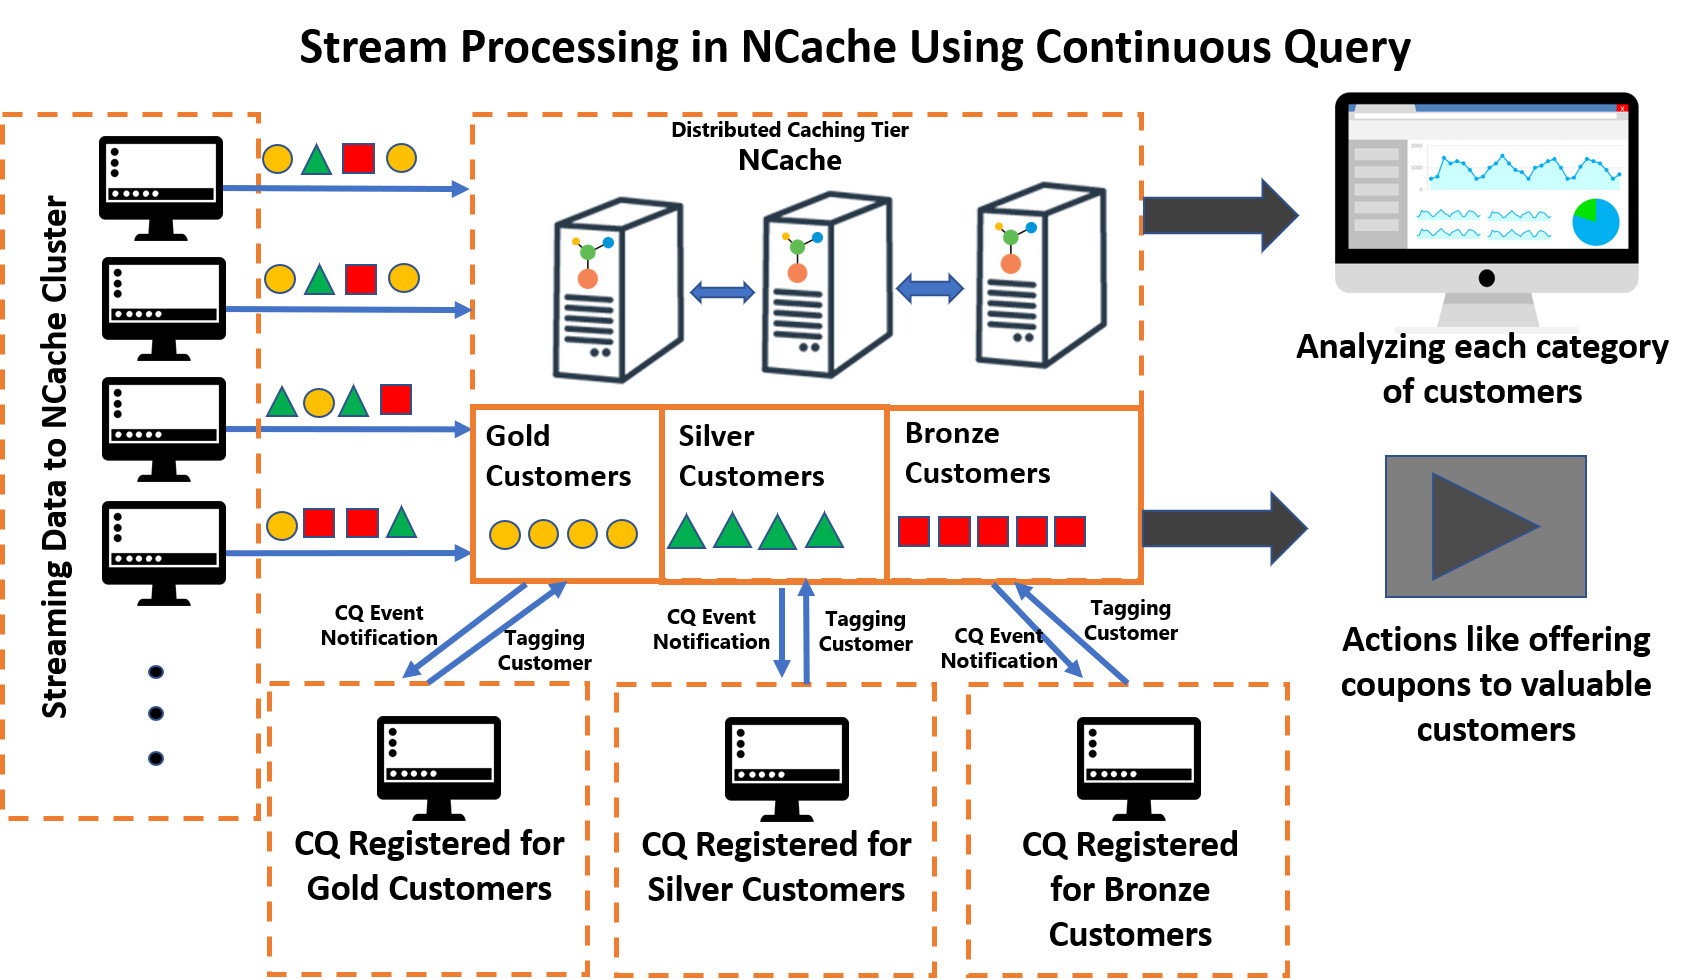 Stream Processing in NCache Using Continuous Query
Streaming Data to NCache Cluster
Distributed Caching Tier
NCache
Gold
Customers
Silver
Customers
Bronze
Customers
CQ Event
Notification
Tagging
Customer
CQ Event
Notification
Tagging
Customer
CQ Event
Notification
Tagging
Customer
CQ Registered for
Gold Customers
CQ Registered for
Silver Customers
CQ Registered
for Bronze
Customers
Analyzing each category
of customers
Actions like offering
coupons to valuable
customers